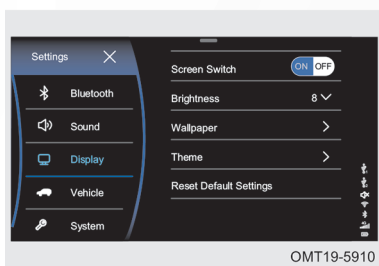 Settings
Bluetooth
Sound
Display
Vehicle
System
Screen Switch ON OFF
Brightness 8
Wallpaper
Theme
Reset Default Settings
OMT19-5910